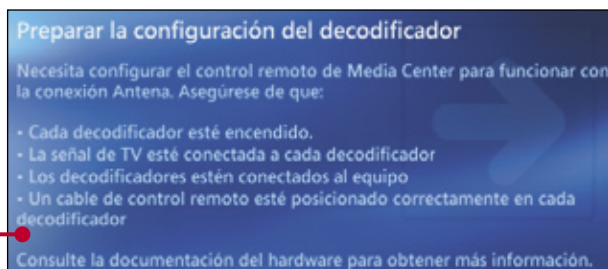 Preparar la configuración del decodificador
Necesita configurar el control remoto de Media Center para funcionar con
la conexión Antena. Asegúrese de que:
- Cada decodificador esté encendido.
- La señal de TV esté conectada a cada decodificador
- Los decodificadores estén conectados al equipo
- Un cable de control remoto esté posicionado correctamente en cada
decodificador
Consulte la documentación del hardware para obtener más información.